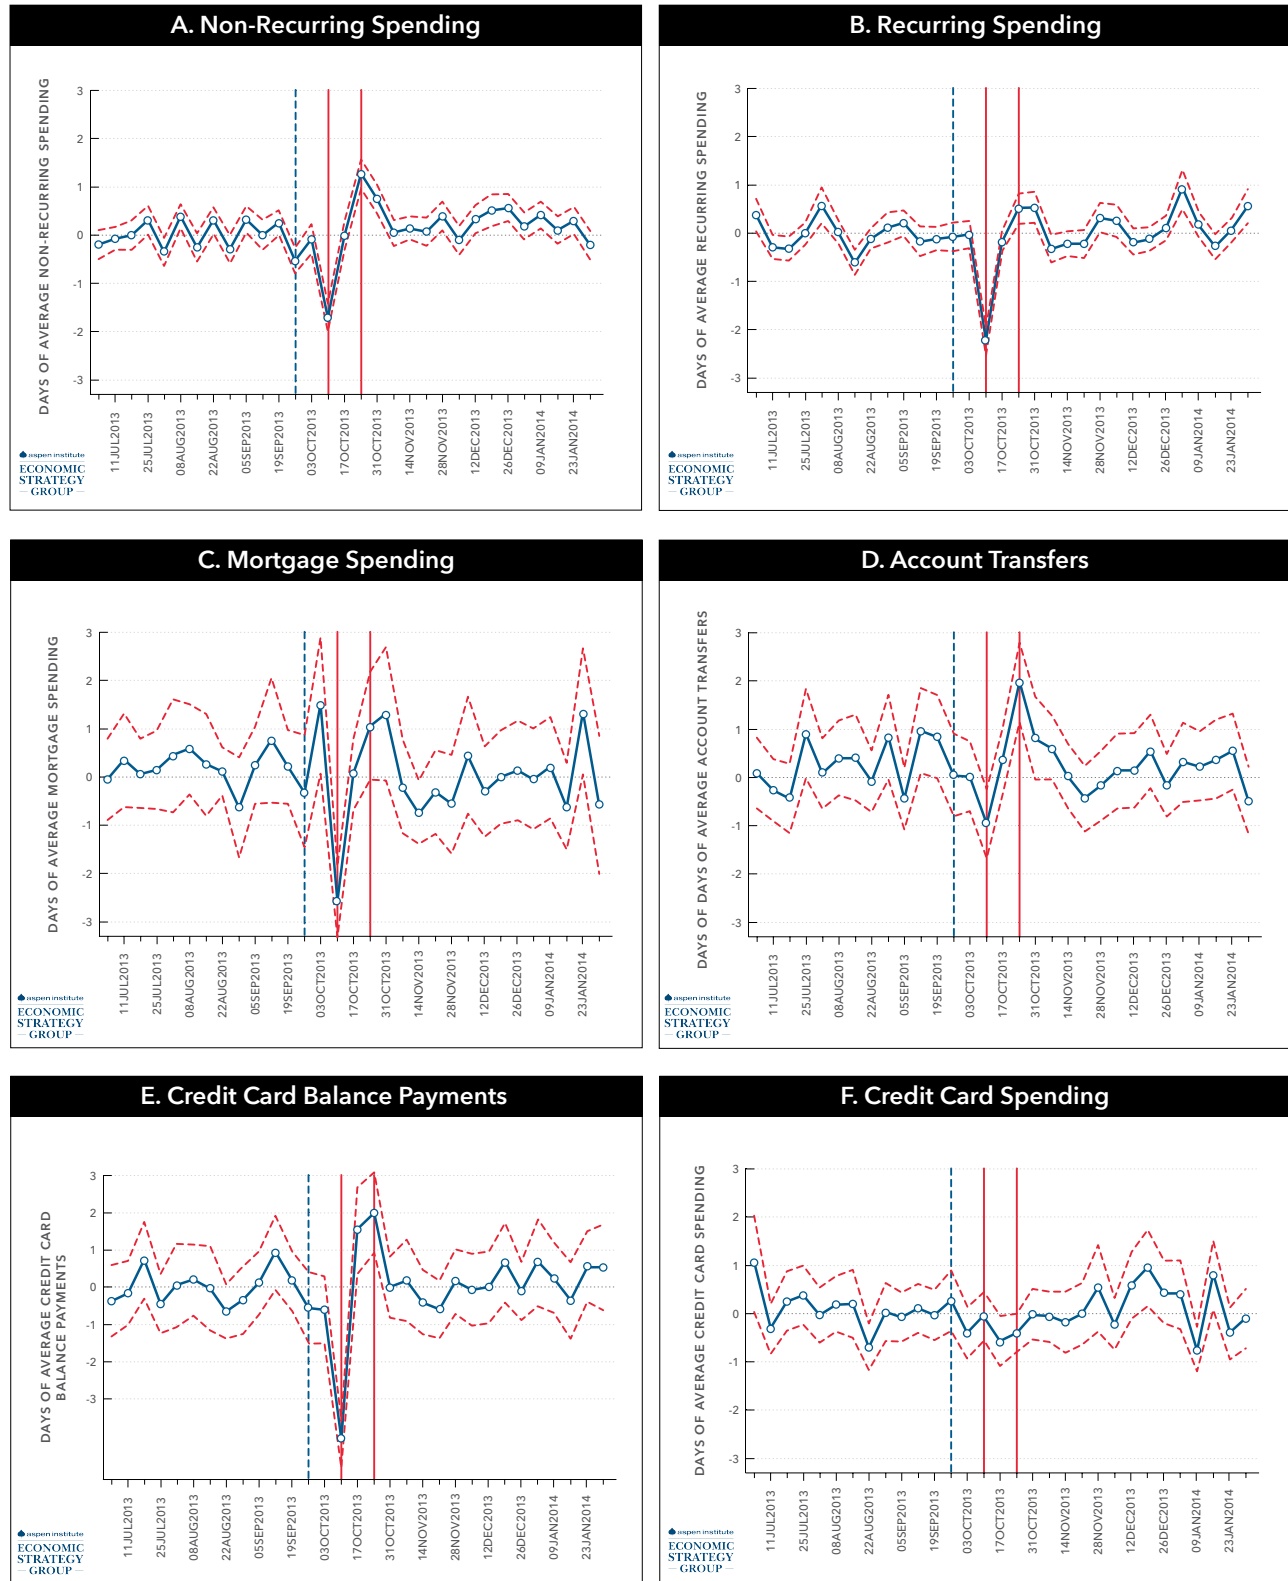 A. Non-Recurring Spending
DAYS OF AVERAGE NON-RECURRING SPENDING
3
2
1
0
-1
-2
-3
11JUL2013
25JUL2013
08AUG2013
22AUG2013
05SEP2013
19SEP2013
03OCT2013
17OCT2013
31OCT2013
14NOV2013
28NOV2013
12DEC2013
26DEC2013
09JAN2014
23JAN2014
aspen institute
ECONOMIC
STRATEGY
— GROUP —
B. Recurring Spending
DAYS OF AVERAGE RECURRING SPENDING
3
2
1
0
-1
-2
-3
11JUL2013
25JUL2013
08AUG2013
22AUG2013
05SEP2013
19SEP2013
03OCT2013
17OCT2013
31OCT2013
14NOV2013
28NOV2013
12DEC2013
26DEC2013
09JAN2014
23JAN2014
aspen institute
ECONOMIC
STRATEGY
— GROUP —
C. Mortgage Spending
DAYS OF AVERAGE MORTGAGE SPENDING
3
2
1
0
-1
-2
-3
11JUL2013
25JUL2013
08AUG2013
22AUG2013
05SEP2013
19SEP2013
03OCT2013
17OCT2013
31OCT2013
14NOV2013
28NOV2013
12DEC2013
26DEC2013
09JAN2014
23JAN2014
aspen institute
ECONOMIC
STRATEGY
— GROUP —
D. Account Transfers
DAYS OF DAYS OF AVERAGE ACCOUNT TRANSFERS
3
2
1
0
-1
-2
-3
11JUL2013
25JUL2013
08AUG2013
22AUG2013
05SEP2013
19SEP2013
03OCT2013
17OCT2013
31OCT2013
14NOV2013
28NOV2013
12DEC2013
26DEC2013
09JAN2014
23JAN2014
aspen institute
ECONOMIC
STRATEGY
— GROUP —
E. Credit Card Balance Payments
DAYS OF AVERAGE CREDIT CARD
BALANCE PAYMENTS
3
2
1
0
-1
-2
-3
11JUL2013
25JUL2013
08AUG2013
22AUG2013
05SEP2013
19SEP2013
03OCT2013
17OCT2013
31OCT2013
14NOV2013
28NOV2013
12DEC2013
26DEC2013
09JAN2014
23JAN2014
aspen institute
ECONOMIC
STRATEGY
— GROUP —
F. Credit Card Spending
DAYS OF AVERAGE CREDIT CARD SPENDING
3
2
1
0
-1
-2
-3
11JUL2013
25JUL2013
08AUG2013
22AUG2013
05SEP2013
19SEP2013
03OCT2013
17OCT2013
31OCT2013
14NOV2013
28NOV2013
12DEC2013
26DEC2013
09JAN2014
23JAN2014
aspen institute
ECONOMIC
STRATEGY
— GROUP —